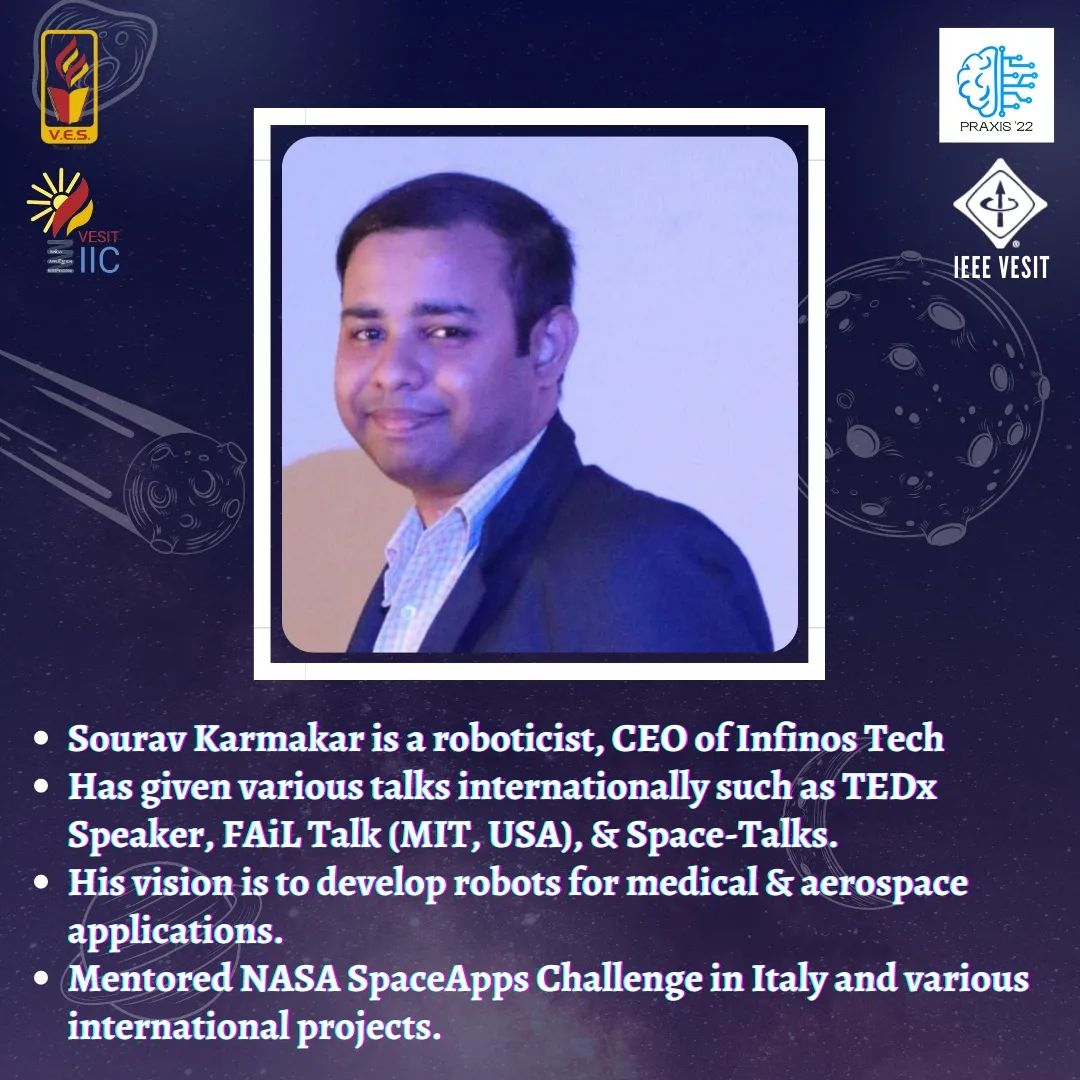 V.E.S.
PRAXIS '22
VESIT
IIC
IEEE VESIT
Sourav Karmakar is a roboticist, CEO of Infinos Tech
Has given various talks internationally such as TEDx
Speaker, FAiL Talk (MIT, USA), & Space-Talks.
His vision is to develop robots for medical & aerospace
applications.
Mentored NASA SpaceApps Challenge in Italy and various
international projects.